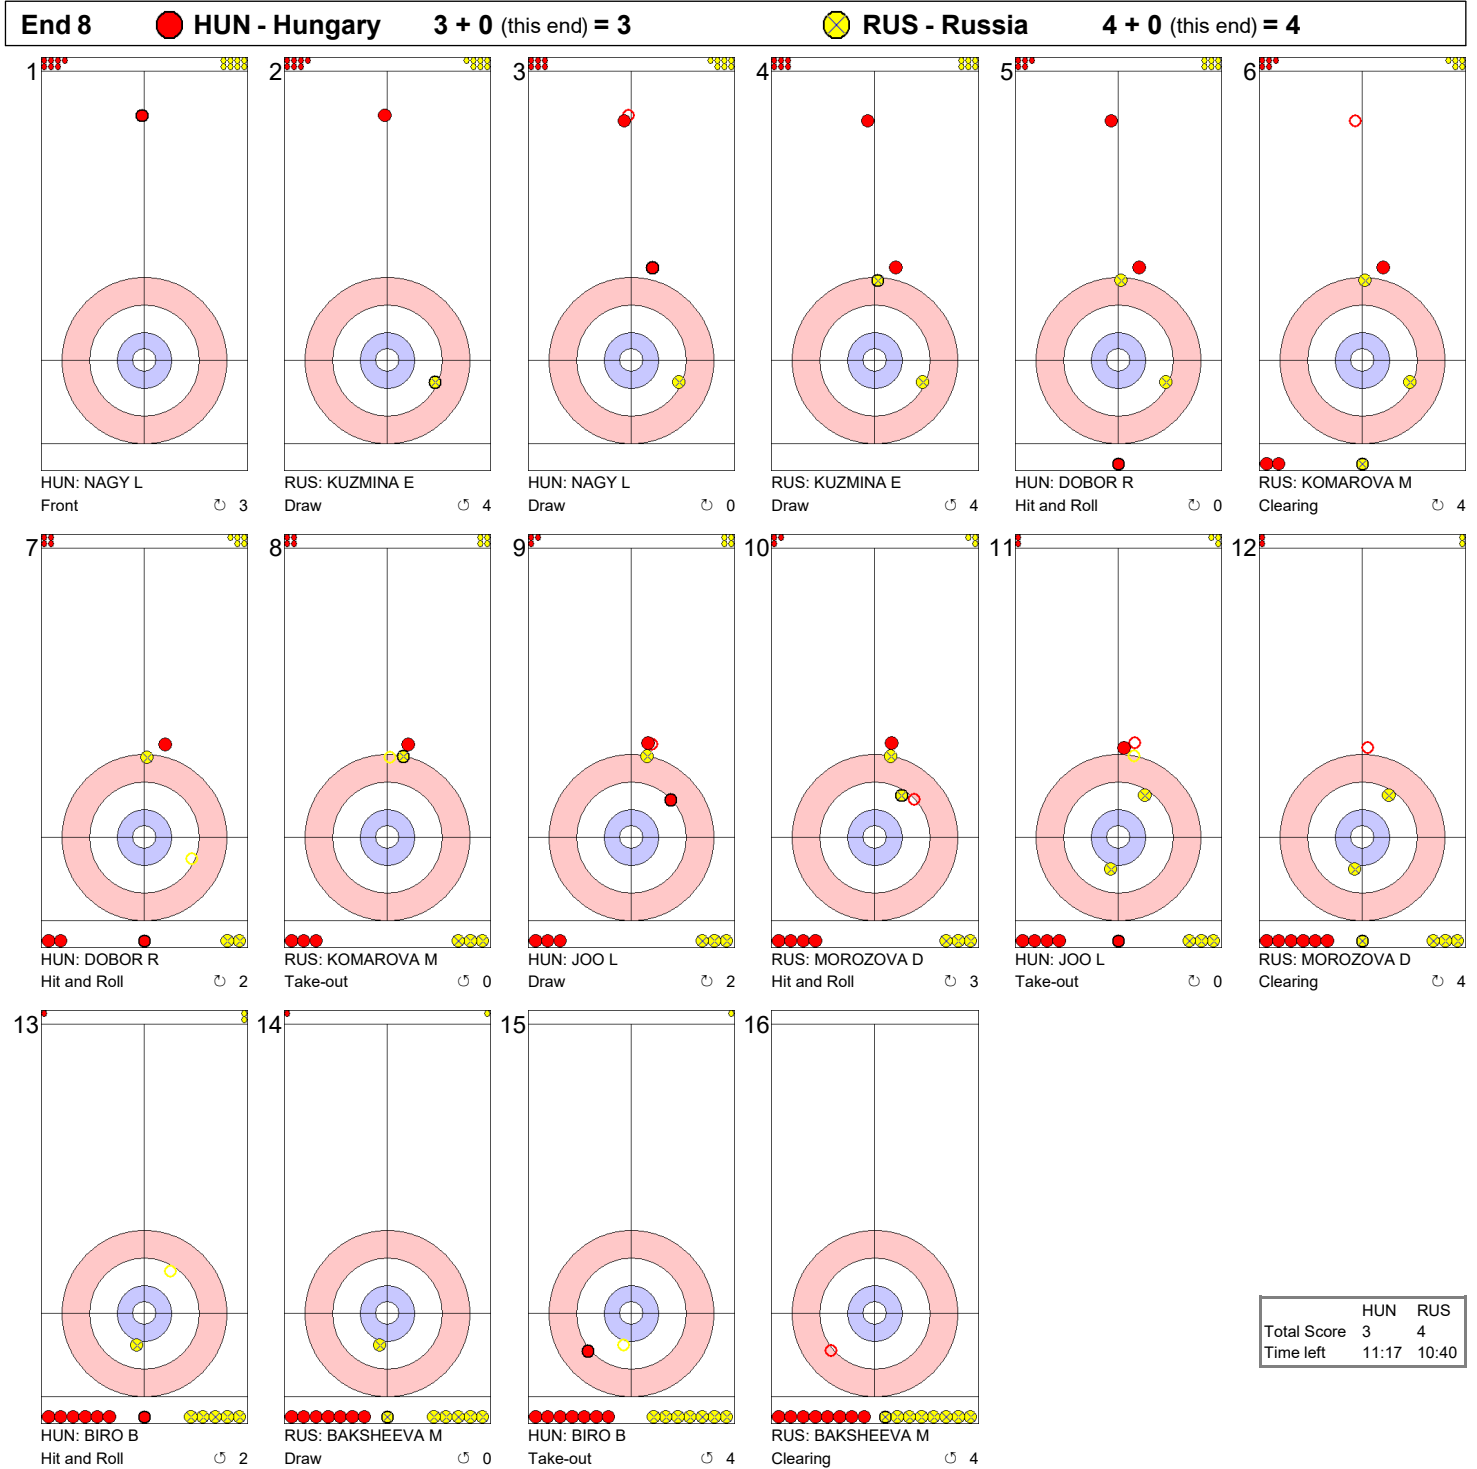 End 8 HUN - Hungary 3 + 0 (this end) = 3 RUS - Russia 4 + 0 (this end) = 4
1 2 3 4 5 6
HUN: NAGY L RUS: KUZMINA E HUN: NAGY L RUS: KUZMINA E HUN: DOBOR R RUS: KOMAROVA M
Front ↻ 3 Draw ↺ 4 Draw ↻ 0 Draw ↺ 4 Hit and Roll ↻ 0 Clearing ↻ 4
7 8 9 10 11 12
HUN: DOBOR R RUS: KOMAROVA M HUN: JOO L RUS: MOROZOVA D HUN: JOO L RUS: MOROZOVA D
Hit and Roll ↺ 2 Take-out ↺ 0 Draw ↻ 2 Hit and Roll ↻ 3 Take-out ↺ 0 Clearing ↻ 4
13 14 15 16
HUN: BIRO B RUS: BAKSHEEVA M HUN: BIRO B RUS: BAKSHEEVA M
Hit and Roll ↺ 2 Draw ↺ 0 Take-out ↺ 4 Clearing ↺ 4
HUN RUS
Total Score 3 4
Time left 11:17 10:40